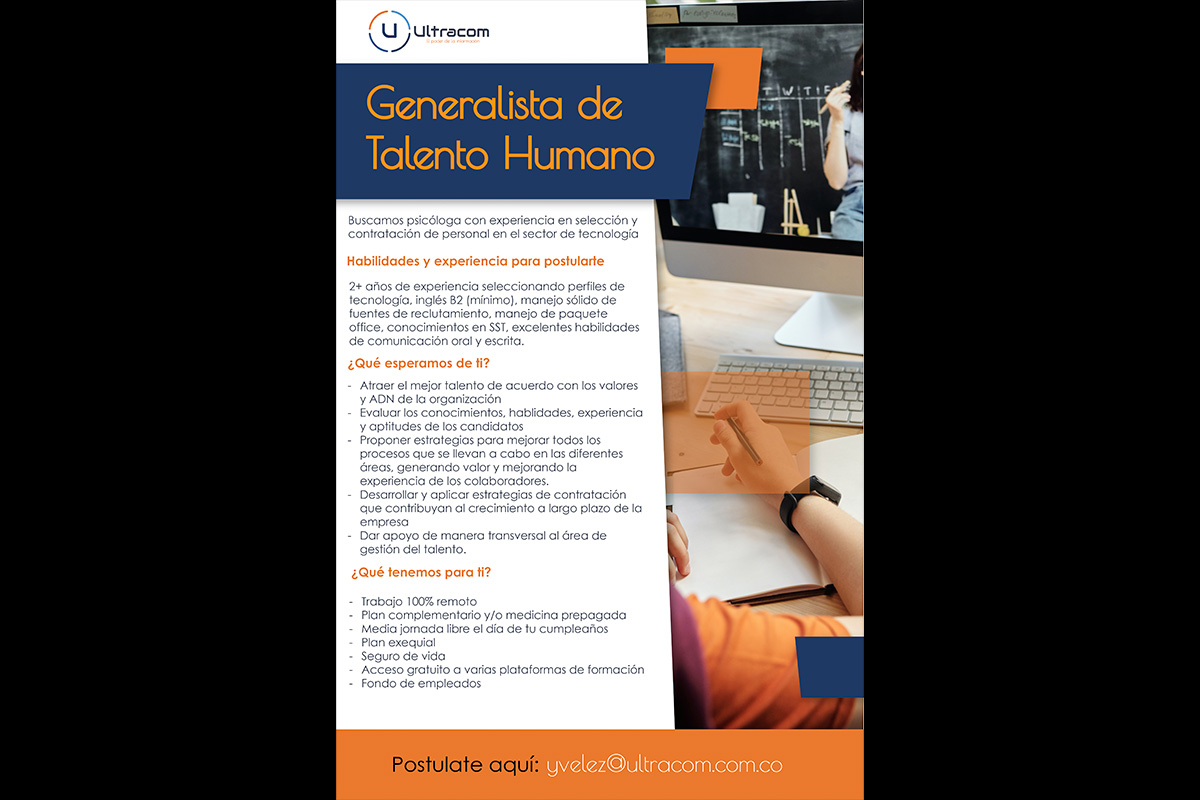 U Ultracom
El poder de la información
Generalista de
Talento Humano
Buscamos psicóloga con experiencia en selección y
contratación de personal en el sector de tecnología
Habilidades y experiencia para postularte
2+ años de experiencia seleccionando perfiles de
tecnología, inglés B2 (mínimo), manejo sólido de
fuentes de reclutamiento, manejo de paquete
office, conocimientos en SST, excelentes habilidades
de comunicación oral y escrita.
¿Qué esperamos de ti?
- Atraer el mejor talento de acuerdo con los valores
y ADN de la organización
- Evaluar los conocimientos, hablidades, experiencia
y aptitudes de los candidatos
- Proponer estrategias para mejorar todos los
procesos que se llevan a cabo en las diferentes
áreas, generando valor y mejorando la
experiencia de los colaboradores.
- Desarrollar y aplicar estrategias de contratación
que contribuyan al crecimiento a largo plazo de la
empresa
- Dar apoyo de manera transversal al área de
gestión del talento.
¿Qué tenemos para ti?
- Trabajo 100% remoto
- Plan complementario y/o medicina prepagada
- Media jornada libre el día de tu cumpleaños
- Plan exequial
- Seguro de vida
- Acceso gratuito a varias plataformas de formación
- Fondo de empleados
Postulate aquí: yvelez@ultracom.com.co
T W T F